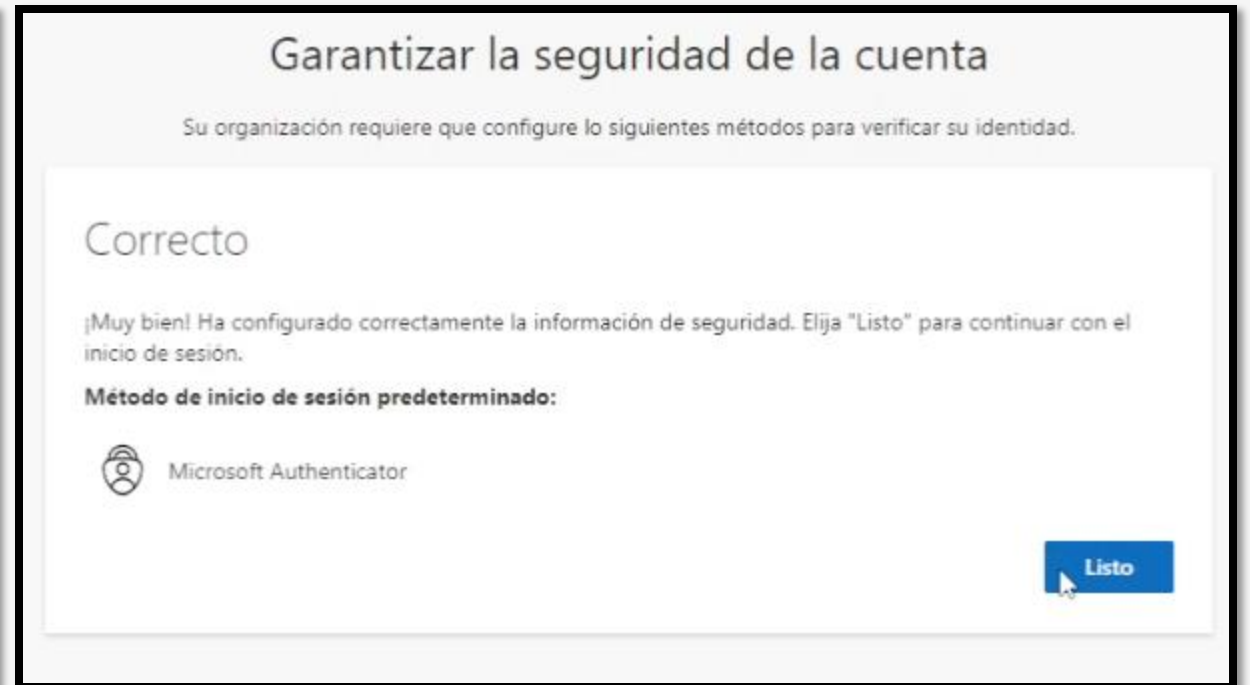 Garantizar la seguridad de la cuenta
Su organización requiere que configure lo siguientes métodos para verificar su identidad.
Correcto
¡Muy bien! Ha configurado correctamente la información de seguridad. Elija "Listo" para continuar con el
inicio de sesión.
Método de inicio de sesión predeterminado:
Microsoft Authenticator
Listo